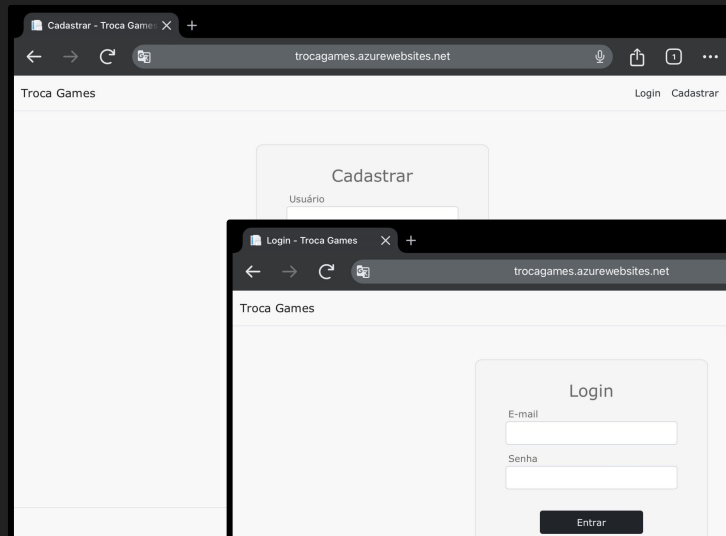 Cadastrar - Troca Games
trocagames.azurewebsites.net
1
Troca Games
Login Cadastrar
Cadastrar
Usuário
Login - Troca Games
trocagames.azurewebsites.net
Troca Games
Login
E-mail
Senha
Entrar